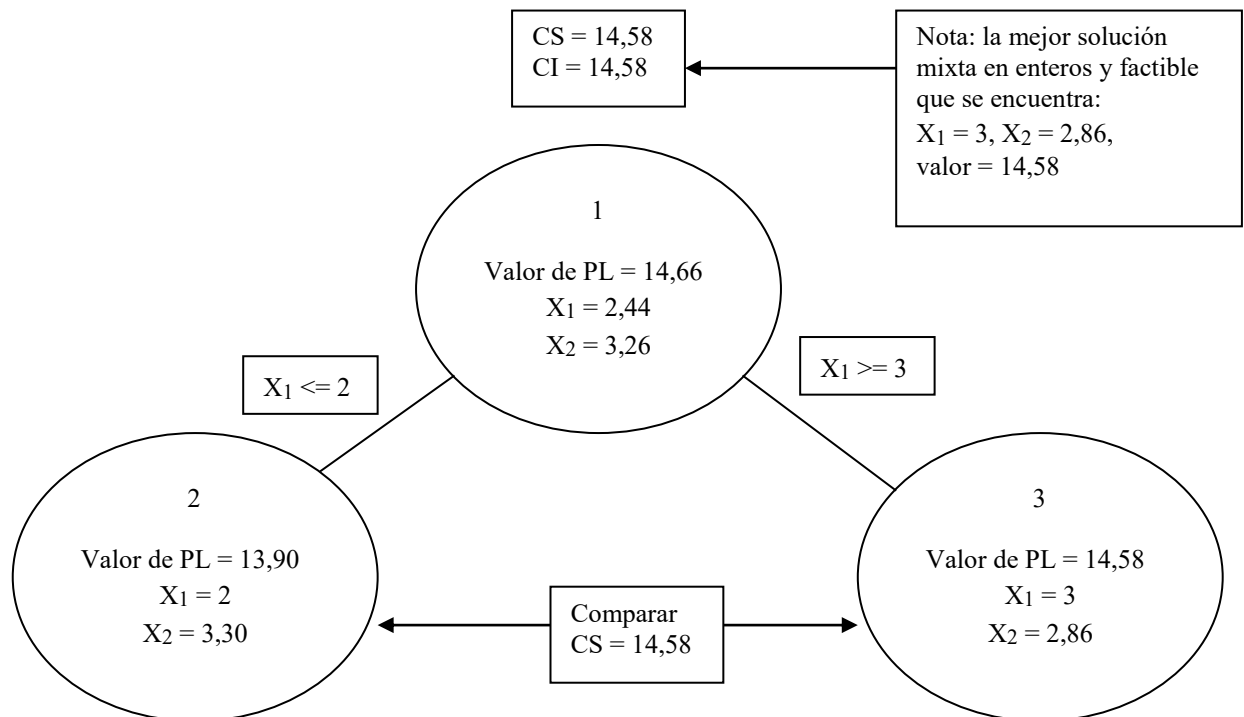 CS = 14,58
CI = 14,58
Nota: la mejor solución
mixta en enteros y factible
que se encuentra:
X1 = 3, X2 = 2,86,
valor = 14,58
1
Valor de PL = 14,66
X1 = 2,44
X2 = 3,26
X1 <= 2
X1 >= 3
2
Valor de PL = 13,90
X1 = 2
X2 = 3,30
Comparar
CS = 14,58
3
Valor de PL = 14,58
X1 = 3
X2 = 2,86